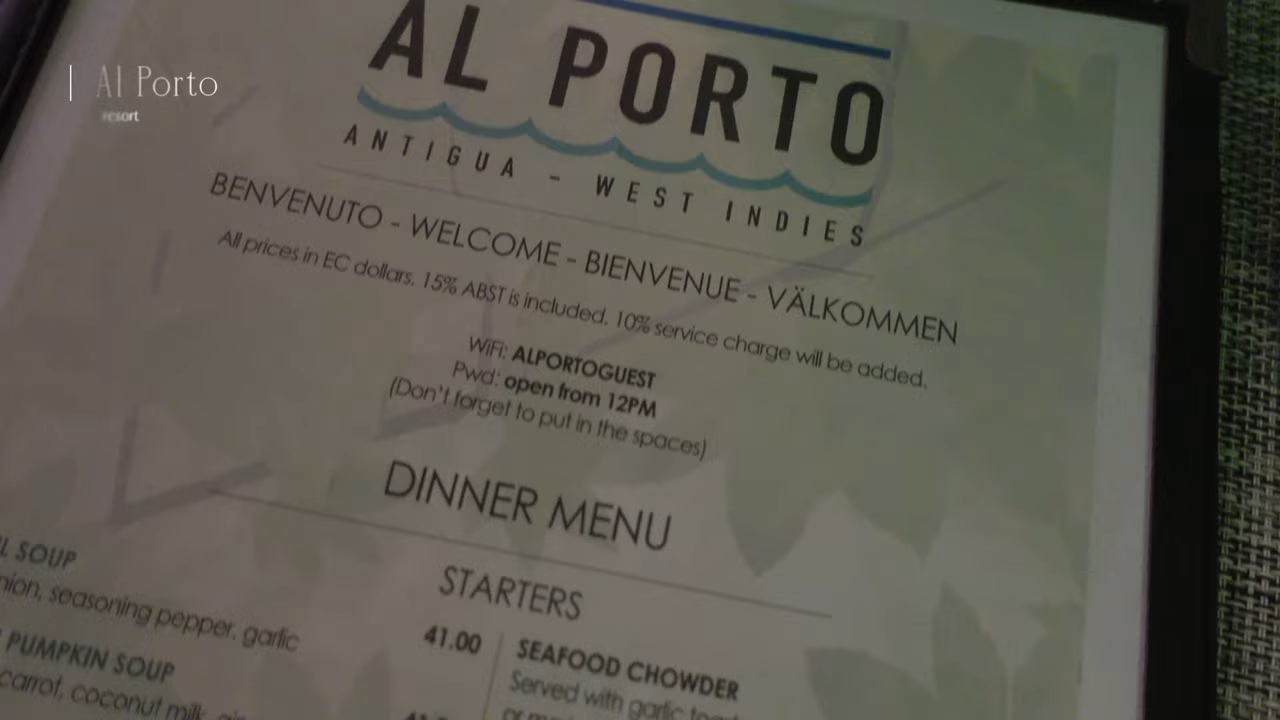 Al Porto
resort
AL PORTO
ANTIGUA - WEST INDIES
BENVENUTO - WELCOME - BIENVENUE - VÄLKOMMEN
All prices in EC dollars. 15% ABST is included. 10% service charge will be added.
WiFi: ALPORTOGUEST
Pwd: open from 12PM
(Don't forget to put in the spaces)
DINNER MENU
STARTERS
SOUP
seasoning pepper, garlic
41.00
PUMPKIN SOUP
carrot, coconut milk,
SEAFOOD CHOWDER
Served with garlic